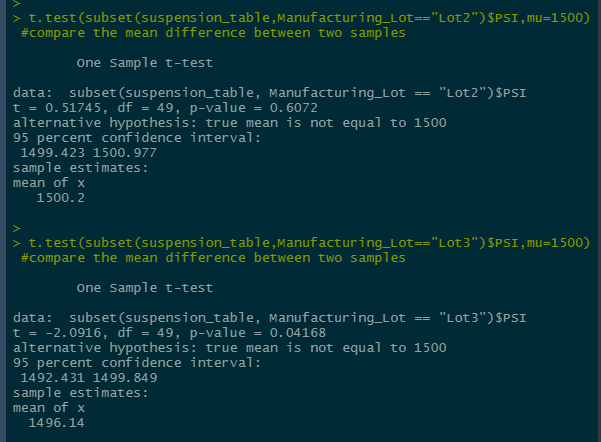 >
> t.test(subset(suspension_table,Manufacturing_Lot=="Lot2")$PSI,mu=1500)
#compare the mean difference between two samples
One Sample t-test
data: subset(suspension_table, Manufacturing_Lot == "Lot2")$PSI
t = 0.51745, df = 49, p-value = 0.6072
alternative hypothesis: true mean is not equal to 1500
95 percent confidence interval:
1499.423 1500.977
sample estimates:
mean of x
1500.2
>
> t.test(subset(suspension_table,Manufacturing_Lot=="Lot3")$PSI,mu=1500)
#compare the mean difference between two samples
One Sample t-test
data: subset(suspension_table, Manufacturing_Lot == "Lot3")$PSI
t = -2.0916, df = 49, p-value = 0.04168
alternative hypothesis: true mean is not equal to 1500
95 percent confidence interval:
1492.431 1499.849
sample estimates:
mean of x
1496.14